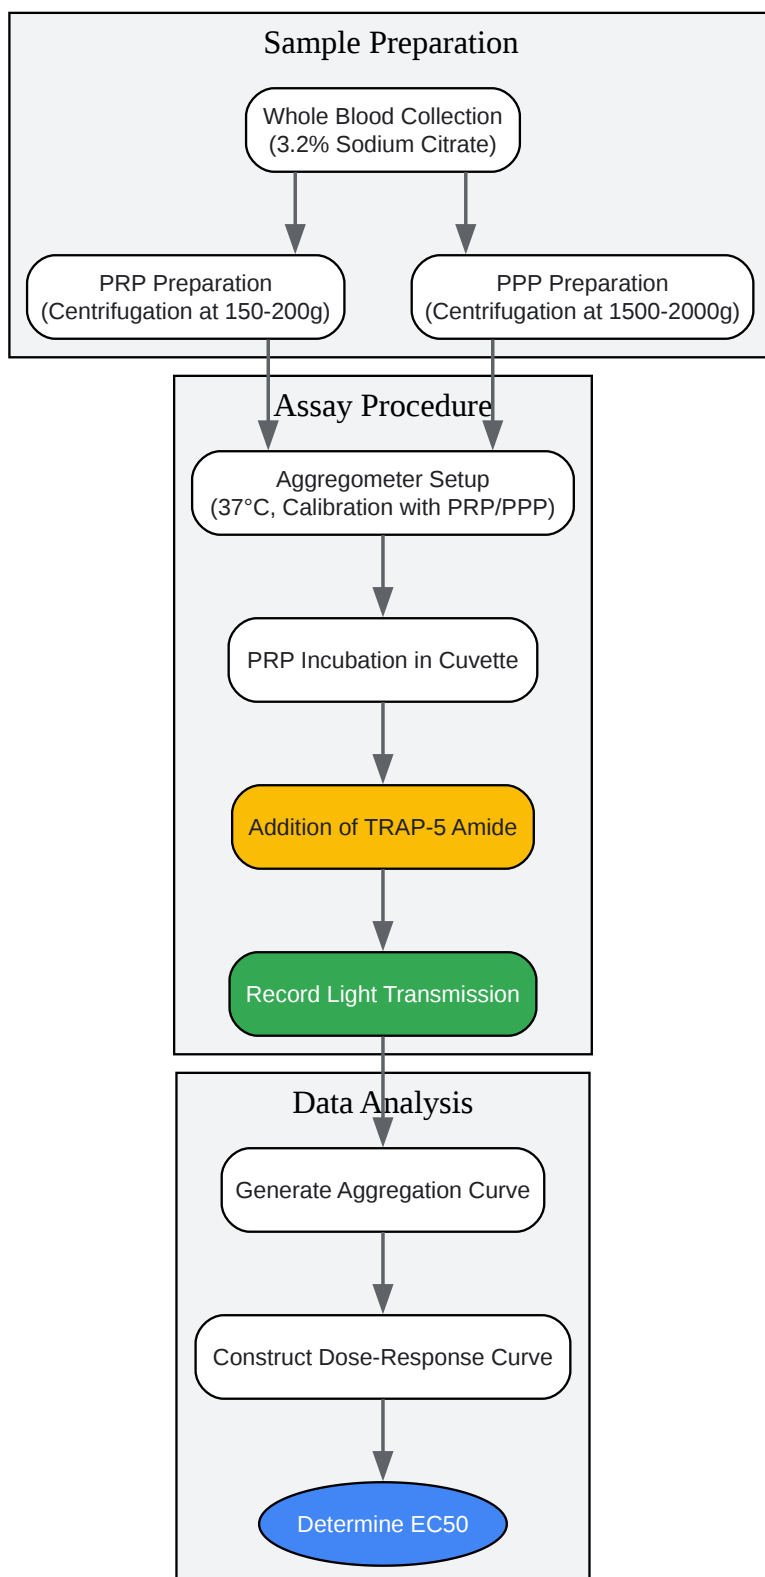 Sample Preparation
Whole Blood Collection
(3.2% Sodium Citrate)
PRP Preparation
(Centrifugation at 150-200g)
PPP Preparation
(Centrifugation at 1500-2000g)
Assay Procedure
Aggregometer Setup
(37°C, Calibration with PRP/PPP)
PRP Incubation in Cuvette
Addition of TRAP-5 Amide
Record Light Transmission
Data Analysis
Generate Aggregation Curve
Construct Dose-Response Curve
Determine EC50